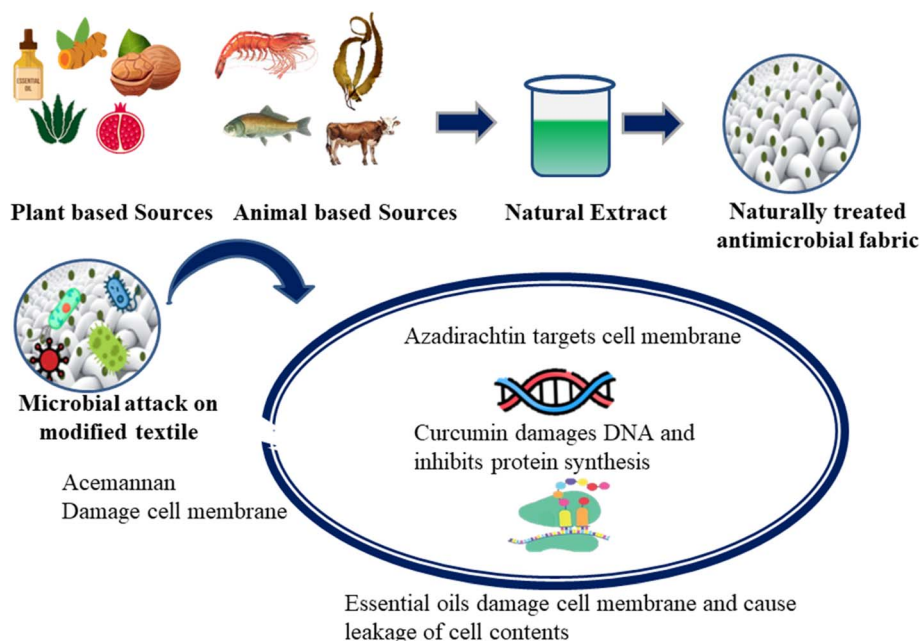 ESSENTIAL
OIL
Plant based Sources
Animal based Sources
Natural Extract
Naturally treated
antimicrobial fabric
Microbial attack on
modified textile
Acemannan
Damage cell membrane
Azadirachtin targets cell membrane
Curcumin damages DNA and
inhibits protein synthesis
Essential oils damage cell membrane and cause
leakage of cell contents